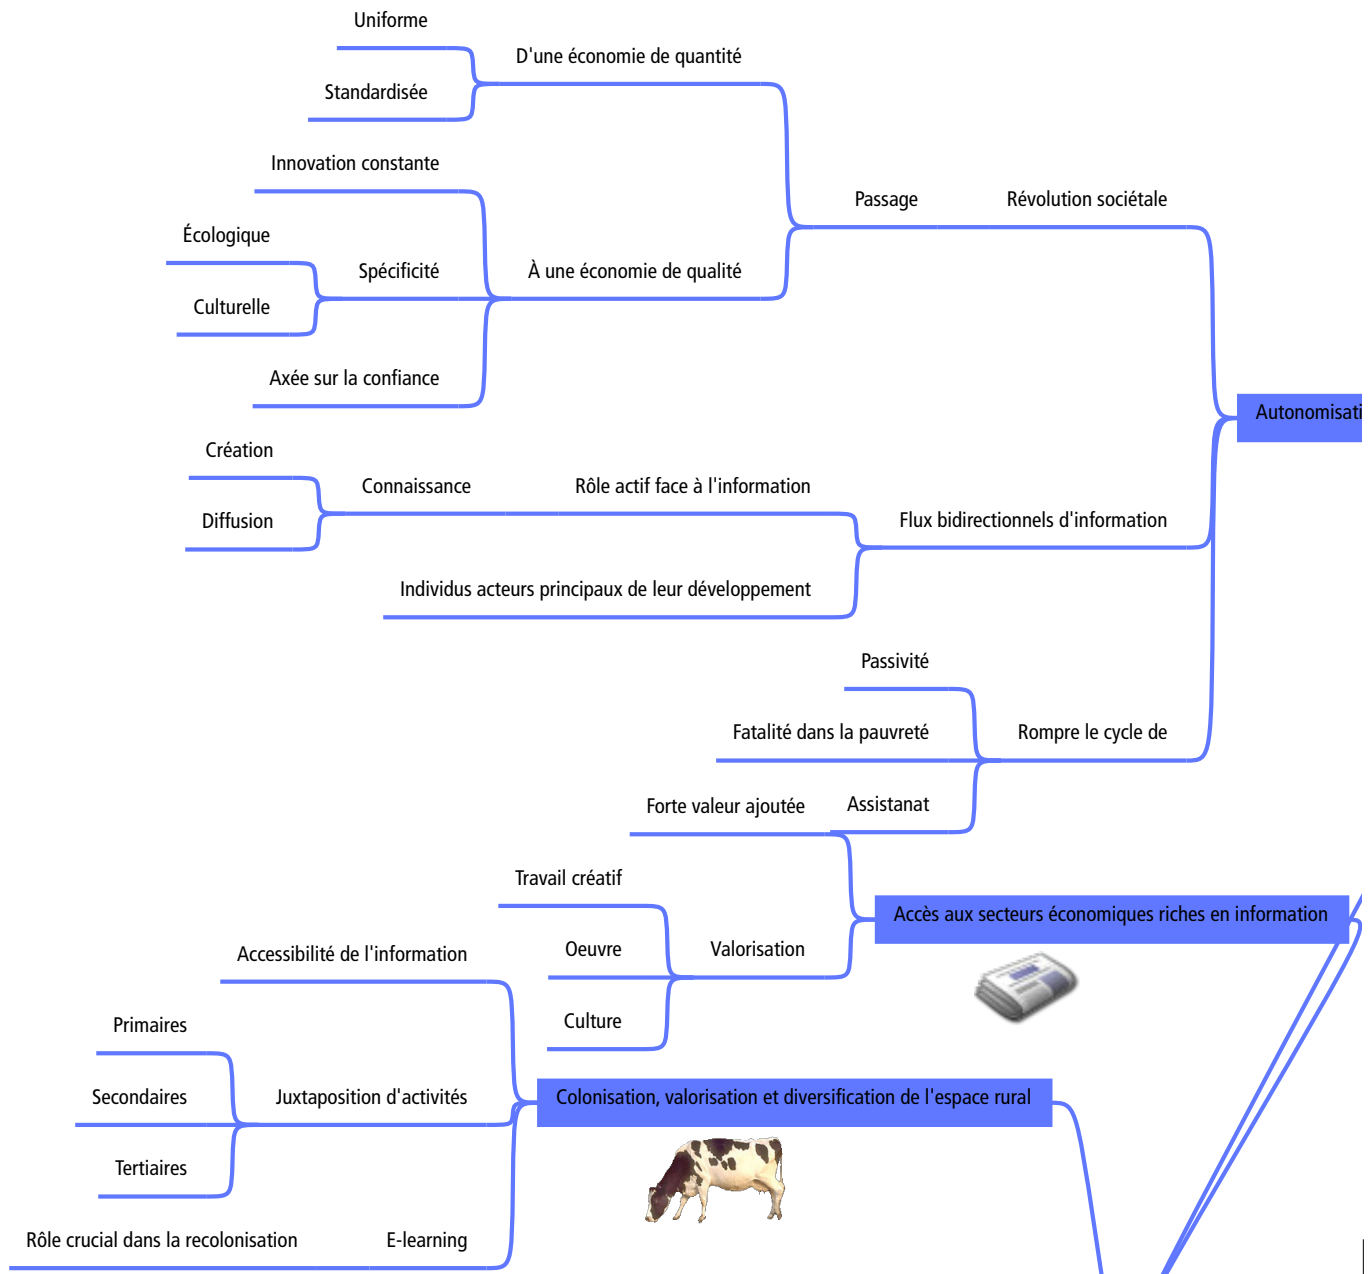 Uniforme
D'une économie de quantité
Standardisée
Innovation constante
Passage
Révolution sociétale
Écologique
Spécificité
À une économie de qualité
Culturelle
Axée sur la confiance
Création
Connaissance
Rôle actif face à l'information
Diffusion
Flux bidirectionnels d'information
Individus acteurs principaux de leur développement
Passivité
Fatalité dans la pauvreté
Rompre le cycle de
Assistanat
Forte valeur ajoutée
Travail créatif
Accès aux secteurs économiques riches en information
Oeuvre
Valorisation
Culture
Accessibilité de l'information
Primaires
Secondaires
Juxtaposition d'activités
Colonisation, valorisation et diversification de l'espace rural
Tertiaires
Rôle crucial dans la recolonisation
E-learning